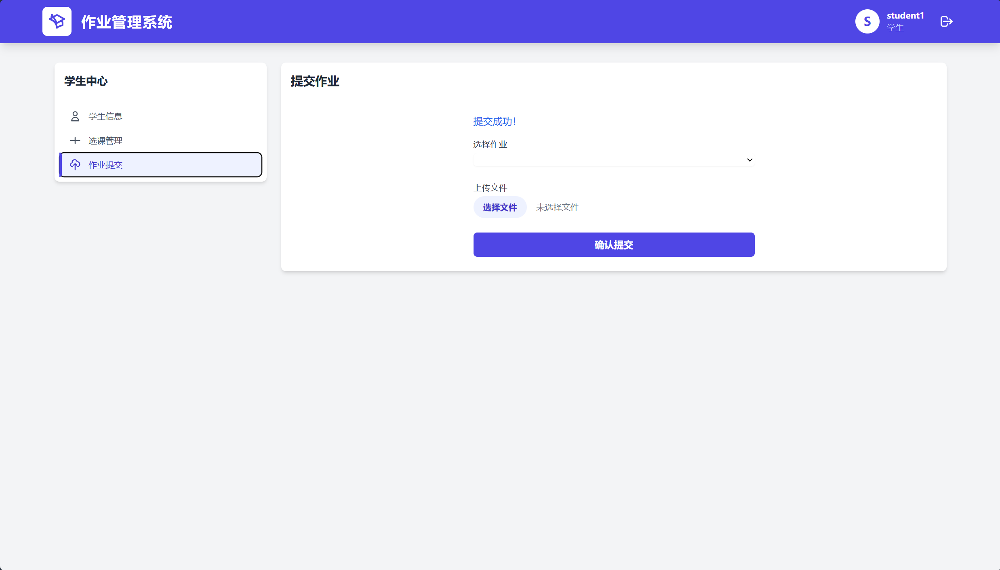 作业管理系统
S
student1
学生
学生中心
学生信息
选课管理
作业提交
提交作业
提交成功!
选择作业
上传文件
选择文件 未选择文件
确认提交